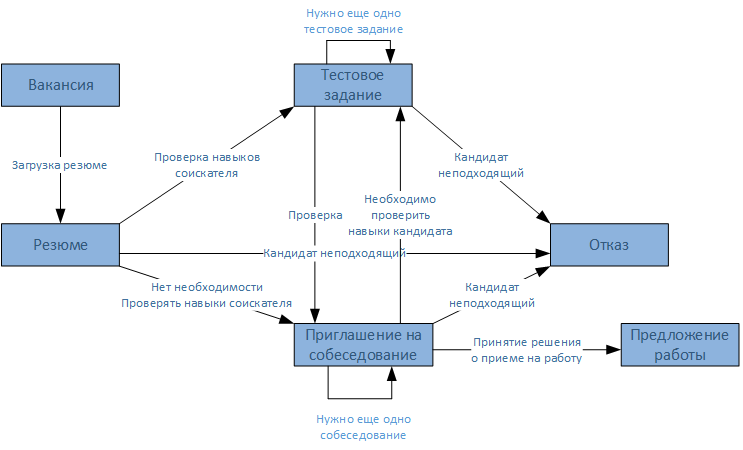 Нужно еще одно
тестовое задание
Вакансия
Тестовое
задание
Загрузка резюме
Проверка навыков
соискателя
Кандидат
неподходящий
Необходимо
проверить
навыки кандидата
Проверка
Резюме
Кандидат неподходящий
Отказ
Нет необходимости
Проверять навыки соискателя
Кандидат
неподходящий
Приглашение на
собеседование
Принятие решения
о приеме на работу
Предложение
работы
Нужно еще одно
собеседование